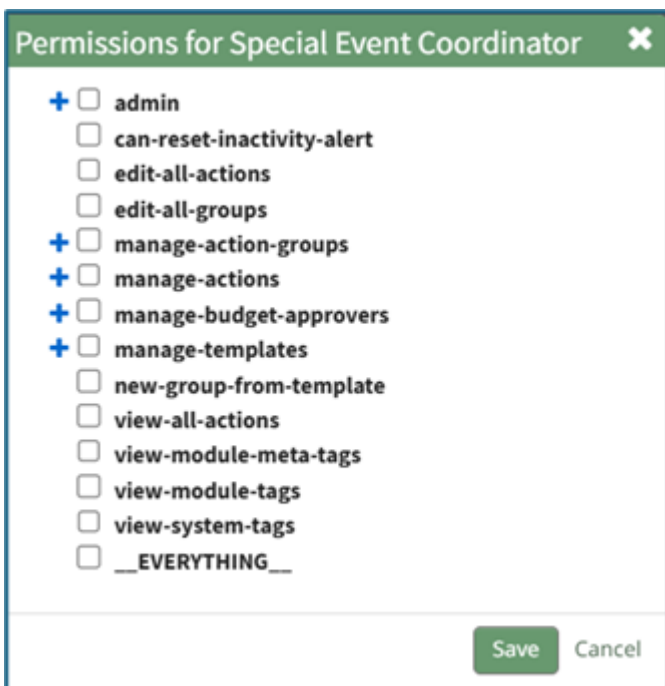 Permissions for Special Event Coordinator
admin
can-reset-inactivity-alert
edit-all-actions
edit-all-groups
manage-action-groups
manage-actions
manage-budget-approvers
manage-templates
new-group-from-template
view-all-actions
view-module-meta-tags
view-module-tags
view-system-tags
__EVERYTHING__
Save Cancel